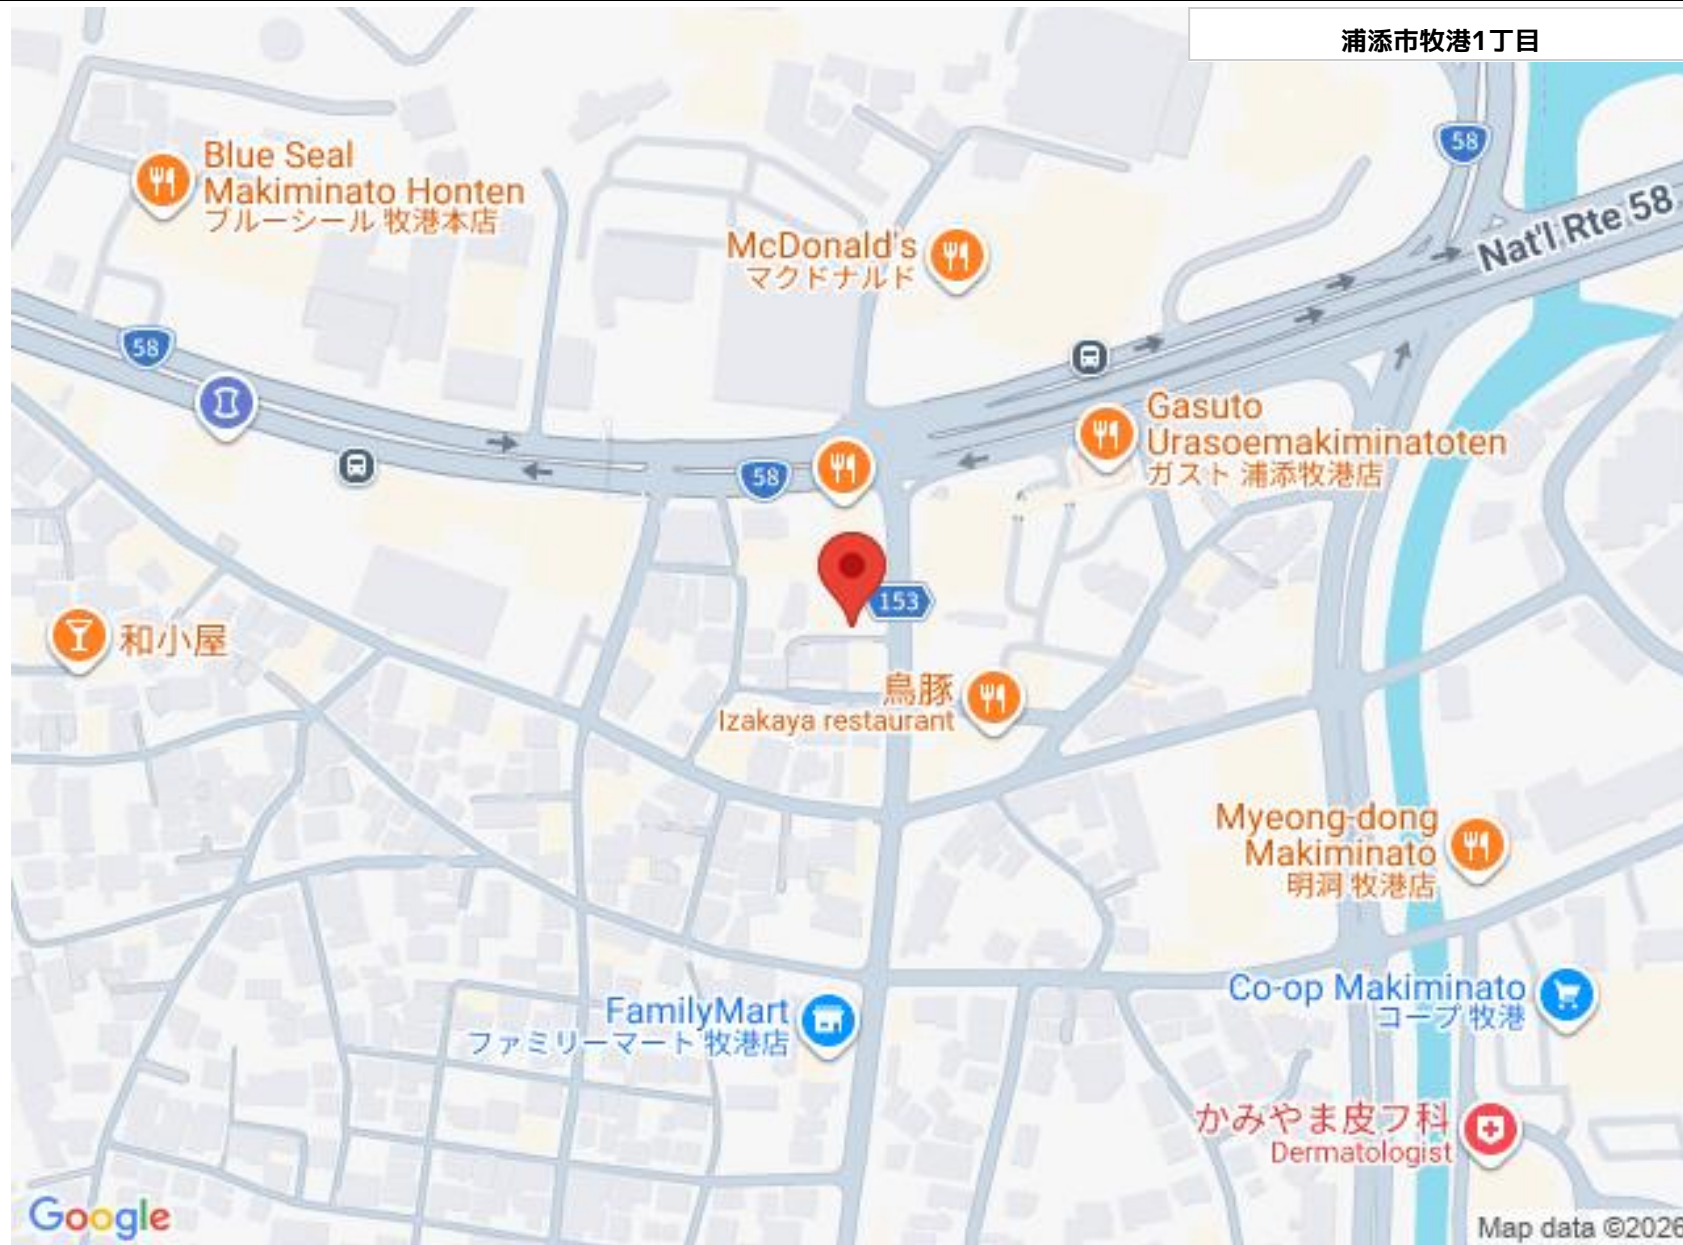 浦添市牧港1丁目
58
Blue Seal
Makiminato Honten
ブルーシール 牧港本店
Nat'l Rte 58
McDonald's
マクドナルド
58
Gasuto
Urasoemakiminatoten
ガスト 浦添牧港店
58
153
和小屋
鳥豚
Izakaya restaurant
Myeong-dong
Makiminato
明洞 牧港店
Co-op Makiminato
コープ 牧港
FamilyMart
ファミリーマート 牧港店
かみやま皮フ科
Dermatologist
Google
Map data ©2026